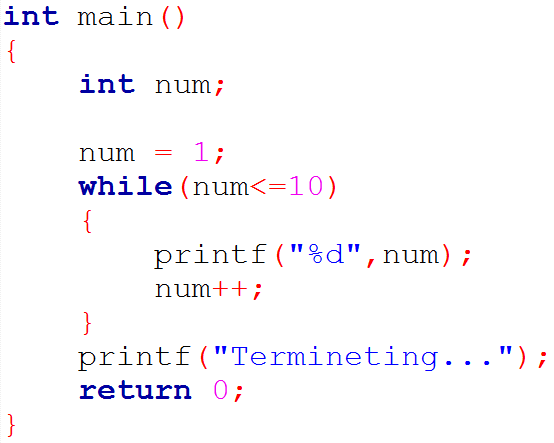 int main()
{
int num;
num = 1;
while(num<=10)
{
printf("%d",num);
num++;
}
printf("Termineting...");
return 0;
}